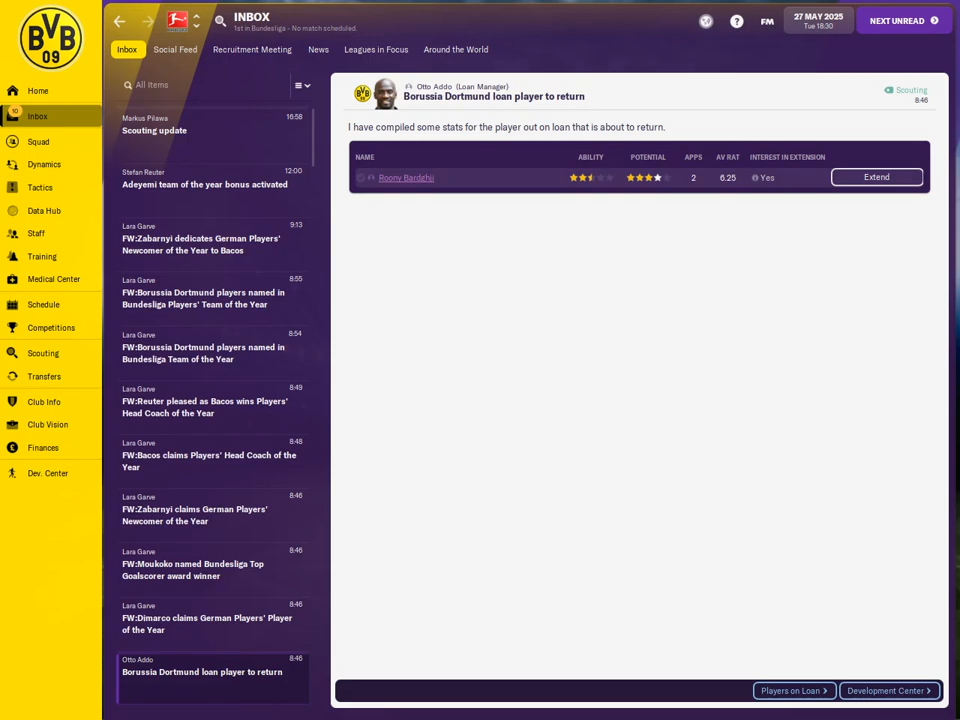 BVB
09
INBOX
1st in Bundesliga - No match scheduled.
?
FM
27 MAY 2025
Tue 18:30
NEXT UNREAD
Inbox
Social Feed
Recruitment Meeting
News
Leagues in Focus
Around the World
Home
10
Inbox
Squad
Dynamics
Tactics
Data Hub
Staff
Training
Medical Center
Schedule
Competitions
Scouting
Transfers
Club Info
Club Vision
Finances
Dev. Center
All Items
Markus Pilawa 16:58
Scouting update
Stefan Reuter 12:00
Adeyemi team of the year bonus activated
Lara Garve 9:13
FW:Zabarnyi dedicates German Players'
Newcomer of the Year to Bacos
Lara Garve 8:55
FW:Borussia Dortmund players named in
Bundesliga Players' Team of the Year
Lara Garve 8:54
FW:Borussia Dortmund players named in
Bundesliga Team of the Year
Lara Garve 8:49
FW:Reuter pleased as Bacos wins Players'
Head Coach of the Year
Lara Garve 8:48
FW:Bacos claims Players' Head Coach of the
Year
Lara Garve 8:46
FW:Zabarnyi claims German Players'
Newcomer of the Year
Lara Garve 8:46
FW:Moukoko named Bundesliga Top
Goalscorer award winner
Lara Garve 8:46
FW:Dimarco claims German Players' Player
of the Year
Otto Addo 8:46
Borussia Dortmund loan player to return
Otto Addo (Loan Manager)
Borussia Dortmund loan player to return
Scouting
8:46
I have compiled some stats for the player out on loan that is about to return.
NAME ABILITY POTENTIAL APPS AV RAT INTEREST IN EXTENSION
Roony Bardghji 2 6.25 Yes Extend
Players on Loan
Development Center